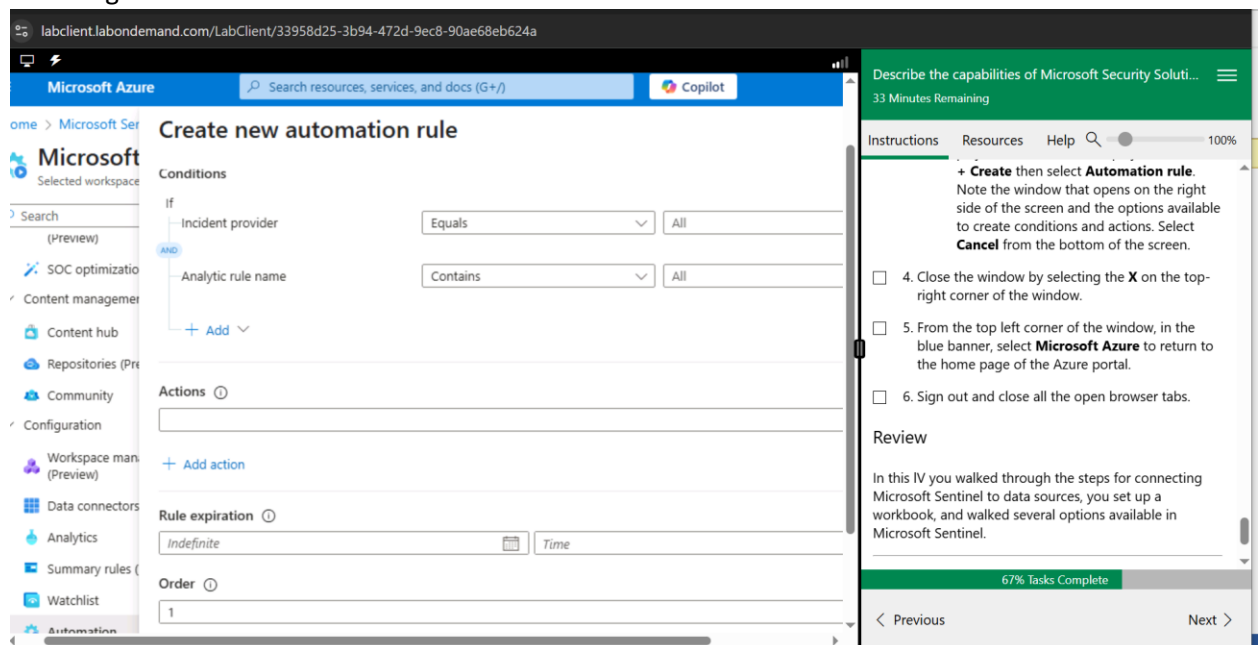 labclient.labondemand.com/LabClient/33958d25-3b94-472d-9ec8-90ae68eb624a
Microsoft Azure
Search resources, services, and docs (G+/)
Copilot
ome > Microsoft Ser
Microsoft
Selected workspace
Search
(Preview)
SOC optimizatio
Content managemer
Content hub
Repositories (Pre
Community
Configuration
Workspace man
(Preview)
Data connectors
Analytics
Summary rules (
Watchlist
Automation
Create new automation rule
Conditions
If
Incident provider
Equals
All
AND
Analytic rule name
Contains
All
+ Add
Actions
+ Add action
Rule expiration
Indefinite
Time
Order
1
Describe the capabilities of Microsoft Security Soluti...
33 Minutes Remaining
Instructions Resources Help 100%
+ Create then select Automation rule.
Note the window that opens on the right
side of the screen and the options available
to create conditions and actions. Select
Cancel from the bottom of the screen.
4. Close the window by selecting the X on the top-
right corner of the window.
5. From the top left corner of the window, in the
blue banner, select Microsoft Azure to return to
the home page of the Azure portal.
6. Sign out and close all the open browser tabs.
Review
In this lV you walked through the steps for connecting
Microsoft Sentinel to data sources, you set up a
workbook, and walked several options available in
Microsoft Sentinel.
67% Tasks Complete
< Previous
Next >